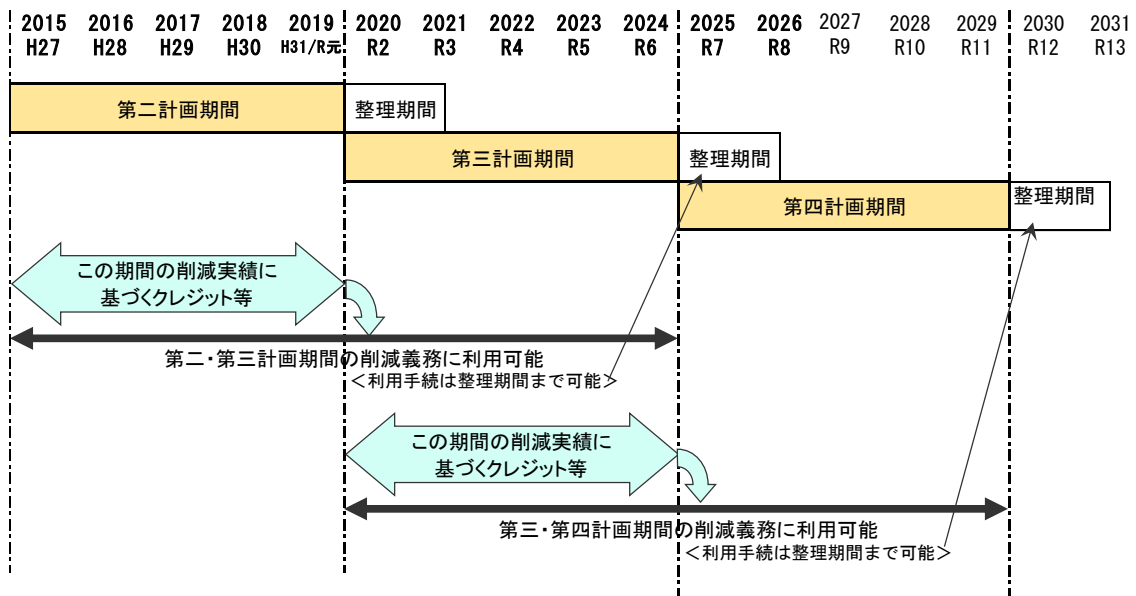 2015 2016 2017 2018 2019 2020 2021 2022 2023 2024 2025 2026 2027 2028 2029 2030 2031
H27 H28 H29 H30 H31/R元 R2 R3 R4 R5 R6 R7 R8 R9 R10 R11 R12 R13
第二計画期間 整理期間
第三計画期間 整理期間
第四計画期間 整理期間
この期間の削減実績に
基づくクレジット等
第二・第三計画期間の削減義務に利用可能
＜利用手続は整理期間まで可能＞
この期間の削減実績に
基づくクレジット等
第三・第四計画期間の削減義務に利用可能
＜利用手続は整理期間まで可能＞